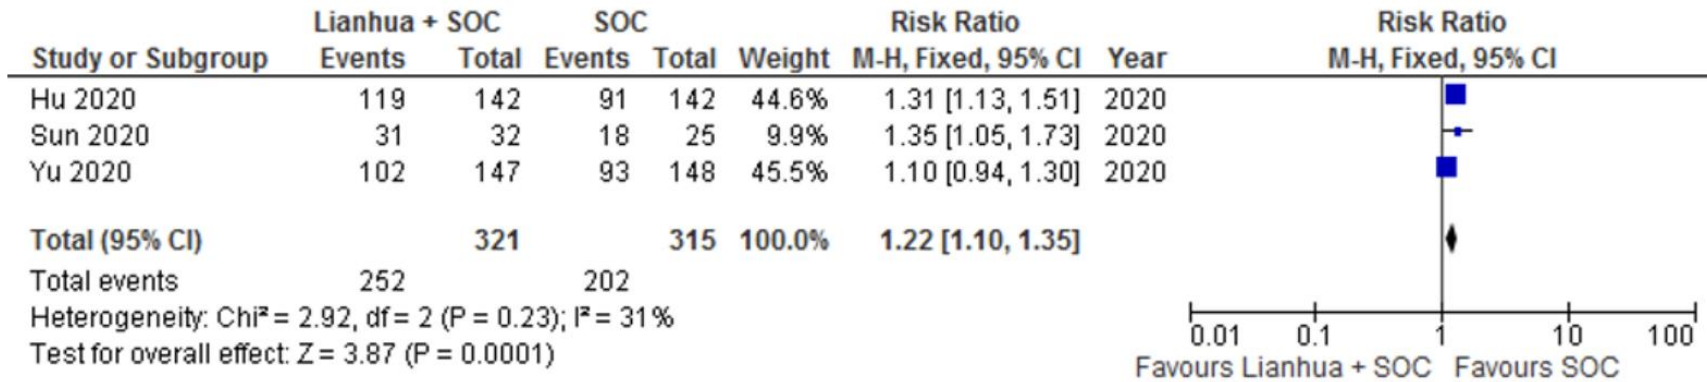 Lianhua + SOC SOC Risk Ratio Risk Ratio
Study or Subgroup Events Total Events Total Weight M-H, Fixed, 95% CI Year M-H, Fixed, 95% CI
Hu 2020 119 142 91 142 44.6% 1.31 [1.13, 1.51] 2020
Sun 2020 31 32 18 25 9.9% 1.35 [1.05, 1.73] 2020
Yu 2020 102 147 93 148 45.5% 1.10 [0.94, 1.30] 2020
Total (95% CI) 321 315 100.0% 1.22 [1.10, 1.35]
Total events 252 202
Heterogeneity: Chi² = 2.92, df = 2 (P = 0.23); I² = 31%
Test for overall effect: Z = 3.87 (P = 0.0001)
0.01 0.1 1 10 100
Favours Lianhua + SOC Favours SOC